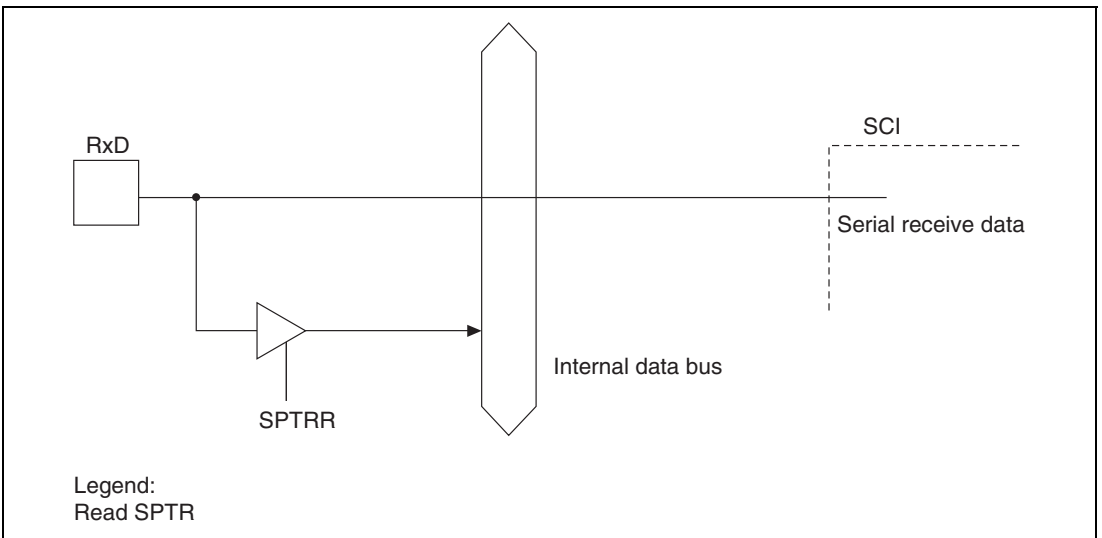 SCI
RxD
Serial receive data
Internal data bus
SPTRR
Legend:
Read SPTR